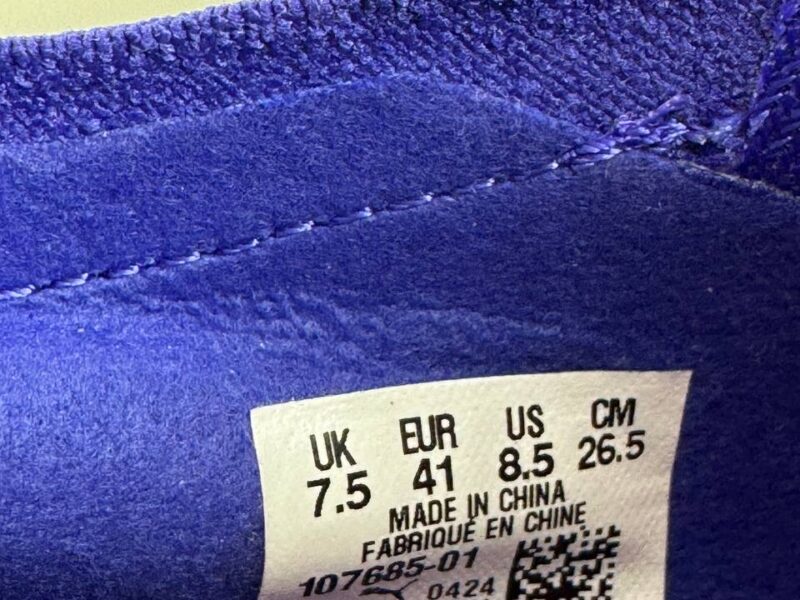 UK EUR US CM
7.5 41 8.5 26.5
MADE IN CHINA
FABRIQUÉ EN CHINE
107685-01
0424